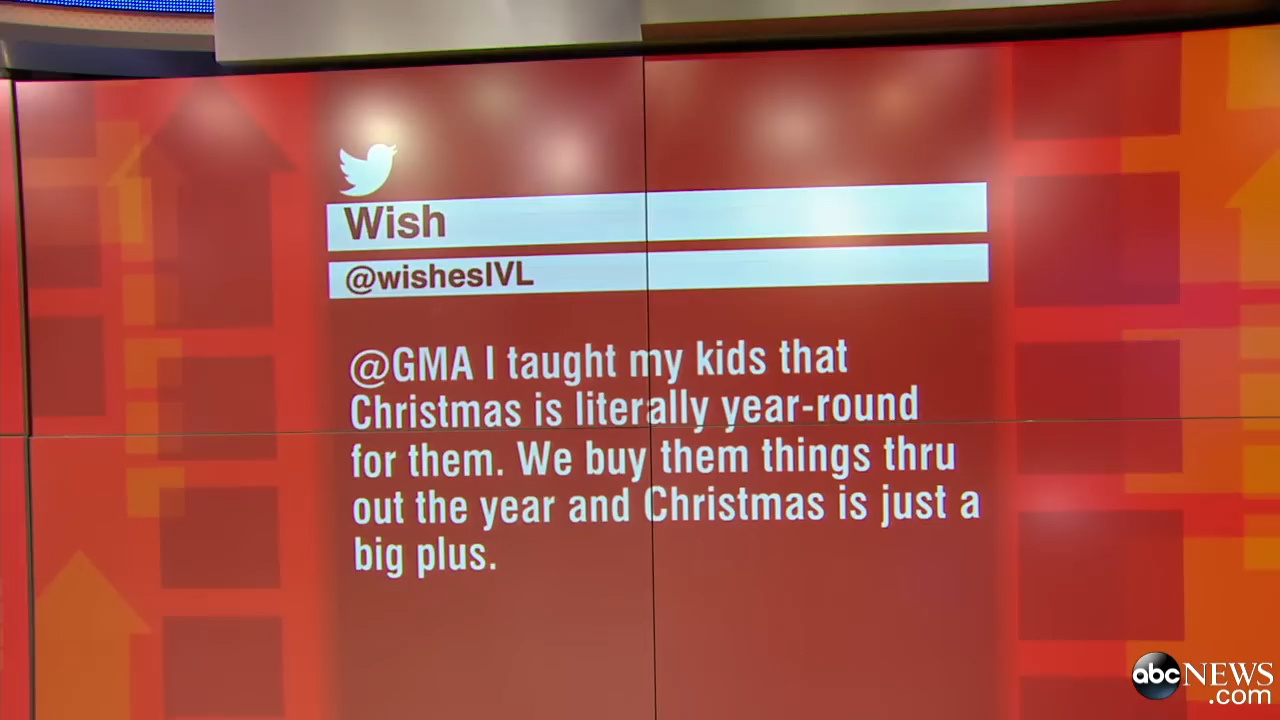 Wish
@wishesIVL
@GMA I taught my kids that
Christmas is literally year-round
for them. We buy them things thru
out the year and Christmas is just a
big plus.
abc NEWS
.com